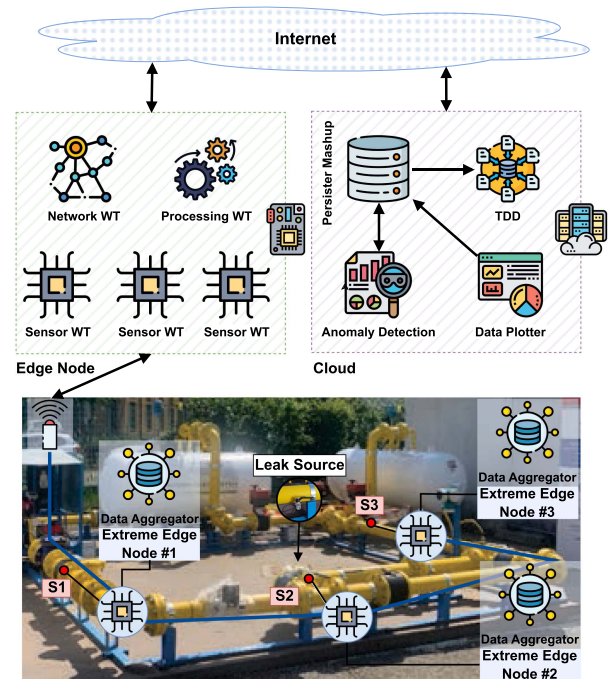 Internet
Network WT
Processing WT
Sensor WT
Sensor WT
Sensor WT
Edge Node
Persister Mashup
TDD
Anomaly Detection
Data Plotter
Cloud
Leak Source
Data Aggregator
Extreme Edge
Node #1
Data Aggregator
Extreme Edge
Node #3
S3
S1
S2
Data Aggregator
Extreme Edge
Node #2